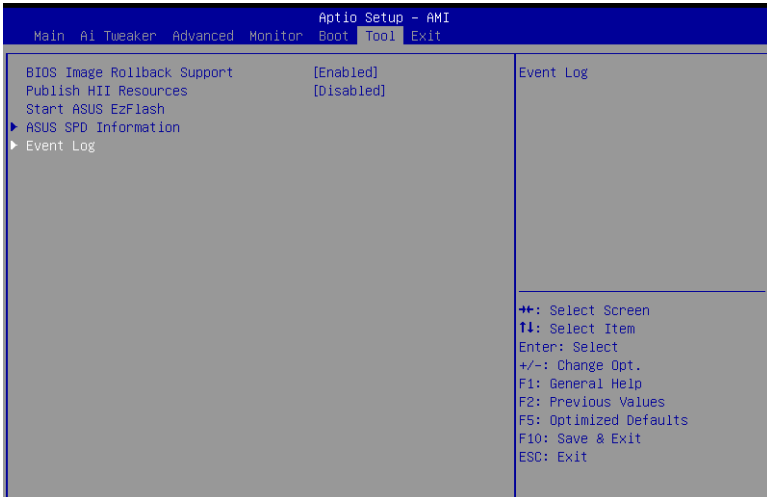 Aptio Setup – AMI
Main Ai Tweaker Advanced Monitor Boot Tool Exit
BIOS Image Rollback Support [Enabled]
Publish HII Resources [Disabled]
Start ASUS EzFlash
▶ ASUS SPD Information
▶ Event Log
Event Log
→←: Select Screen
↑↓: Select Item
Enter: Select
+/-: Change Opt.
F1: General Help
F2: Previous Values
F5: Optimized Defaults
F10: Save & Exit
ESC: Exit